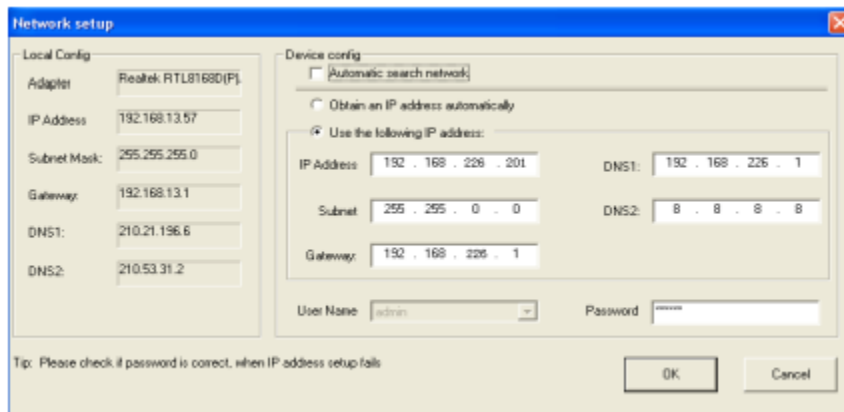 Network setup
Local Config
Adapter Realtek RTL8168D(P).
IP Address 192.168.13.57
Subnet Mask: 255.255.255.0
Gateway: 192.168.13.1
DNS1: 210.21.196.6
DNS2: 210.53.31.2
Device config
Automatic search network
Obtain an IP address automatically
Use the following IP address:
IP Address 192 . 168 . 226 . 201 DNS1: 192 . 168 . 226 . 1
Subnet 255 . 255 . 0 . 0 DNS2: 8 . 8 . 8 . 8
Gateway: 192 . 168 . 226 . 1
User Name admin Password
Tip: Please check if password is correct, when IP address setup fails
OK Cancel